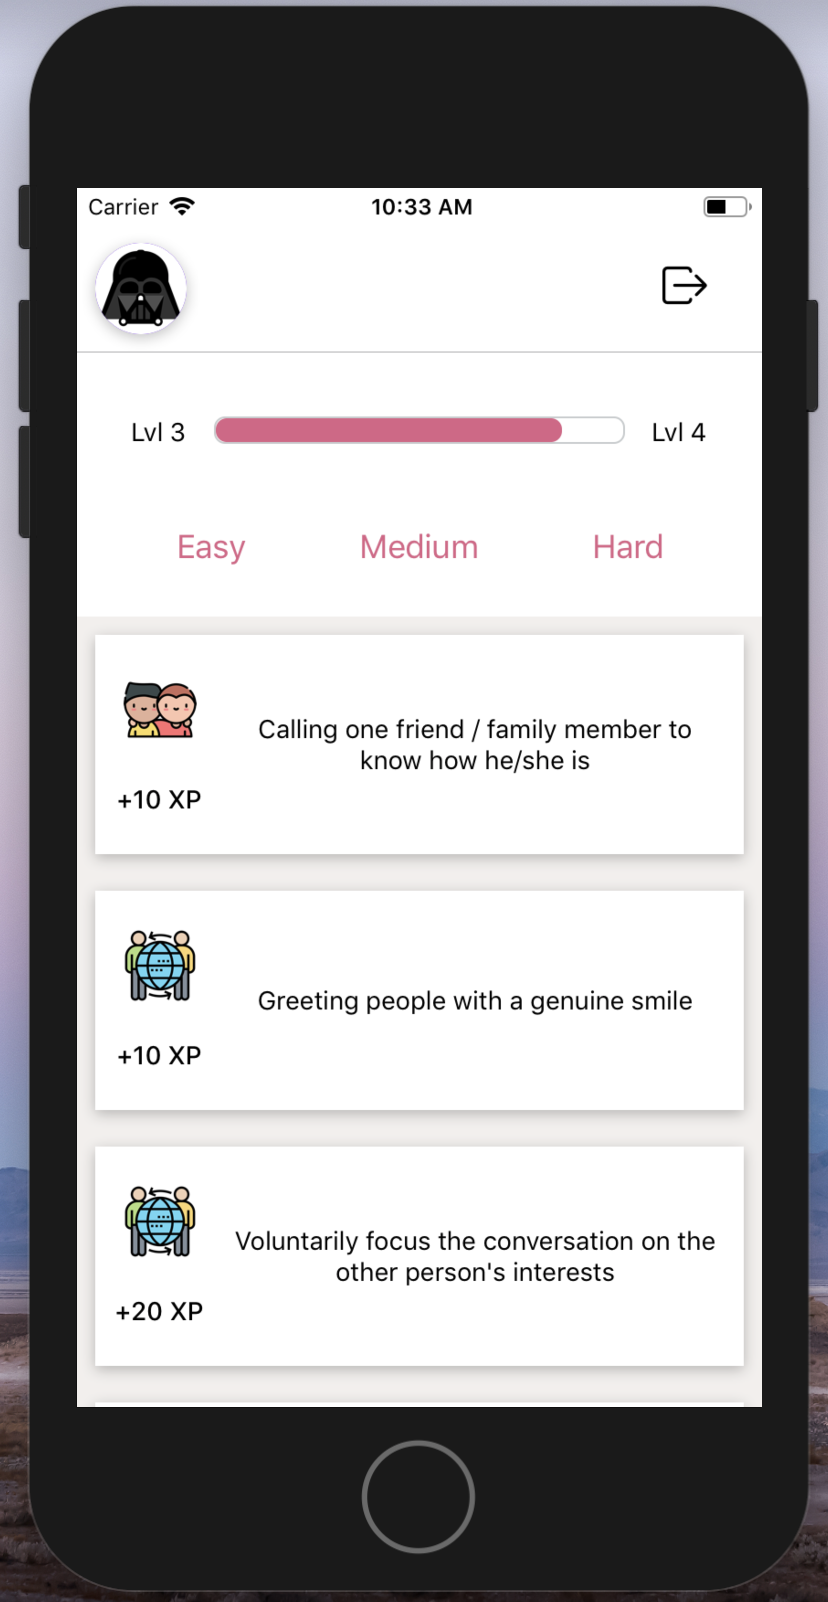 Carrier 10:33 AM
Lvl 3 Lvl 4
Easy Medium Hard
Calling one friend / family member to
know how he/she is
+10 XP
Greeting people with a genuine smile
+10 XP
Voluntarily focus the conversation on the
other person's interests
+20 XP